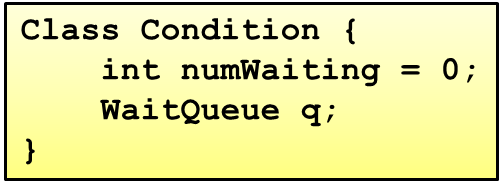 Class Condition {
    int numWaiting = 0;
    WaitQueue q;
}